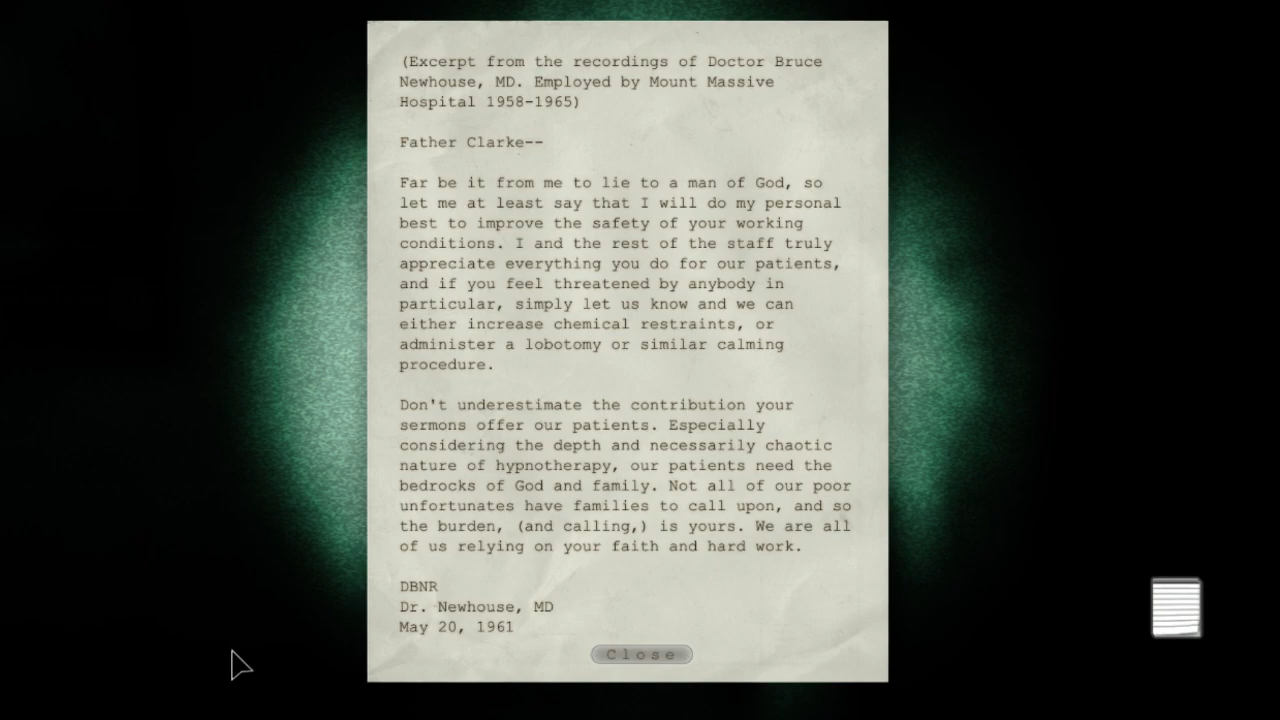 (Excerpt from the recordings of Doctor Bruce
Newhouse, MD. Employed by Mount Massive
Hospital 1958-1965)
Father Clarke--
Far be it from me to lie to a man of God, so
let me at least say that I will do my personal
best to improve the safety of your working
conditions. I and the rest of the staff truly
appreciate everything you do for our patients,
and if you feel threatened by anybody in
particular, simply let us know and we can
either increase chemical restraints, or
administer a lobotomy or similar calming
procedure.
Don't underestimate the contribution your
sermons offer our patients. Especially
considering the depth and necessarily chaotic
nature of hypnotherapy, our patients need the
bedrocks of God and family. Not all of our poor
unfortunates have families to call upon, and so
the burden, (and calling,) is yours. We are all
of us relying on your faith and hard work.
DBNR
Dr. Newhouse, MD
May 20, 1961
Close